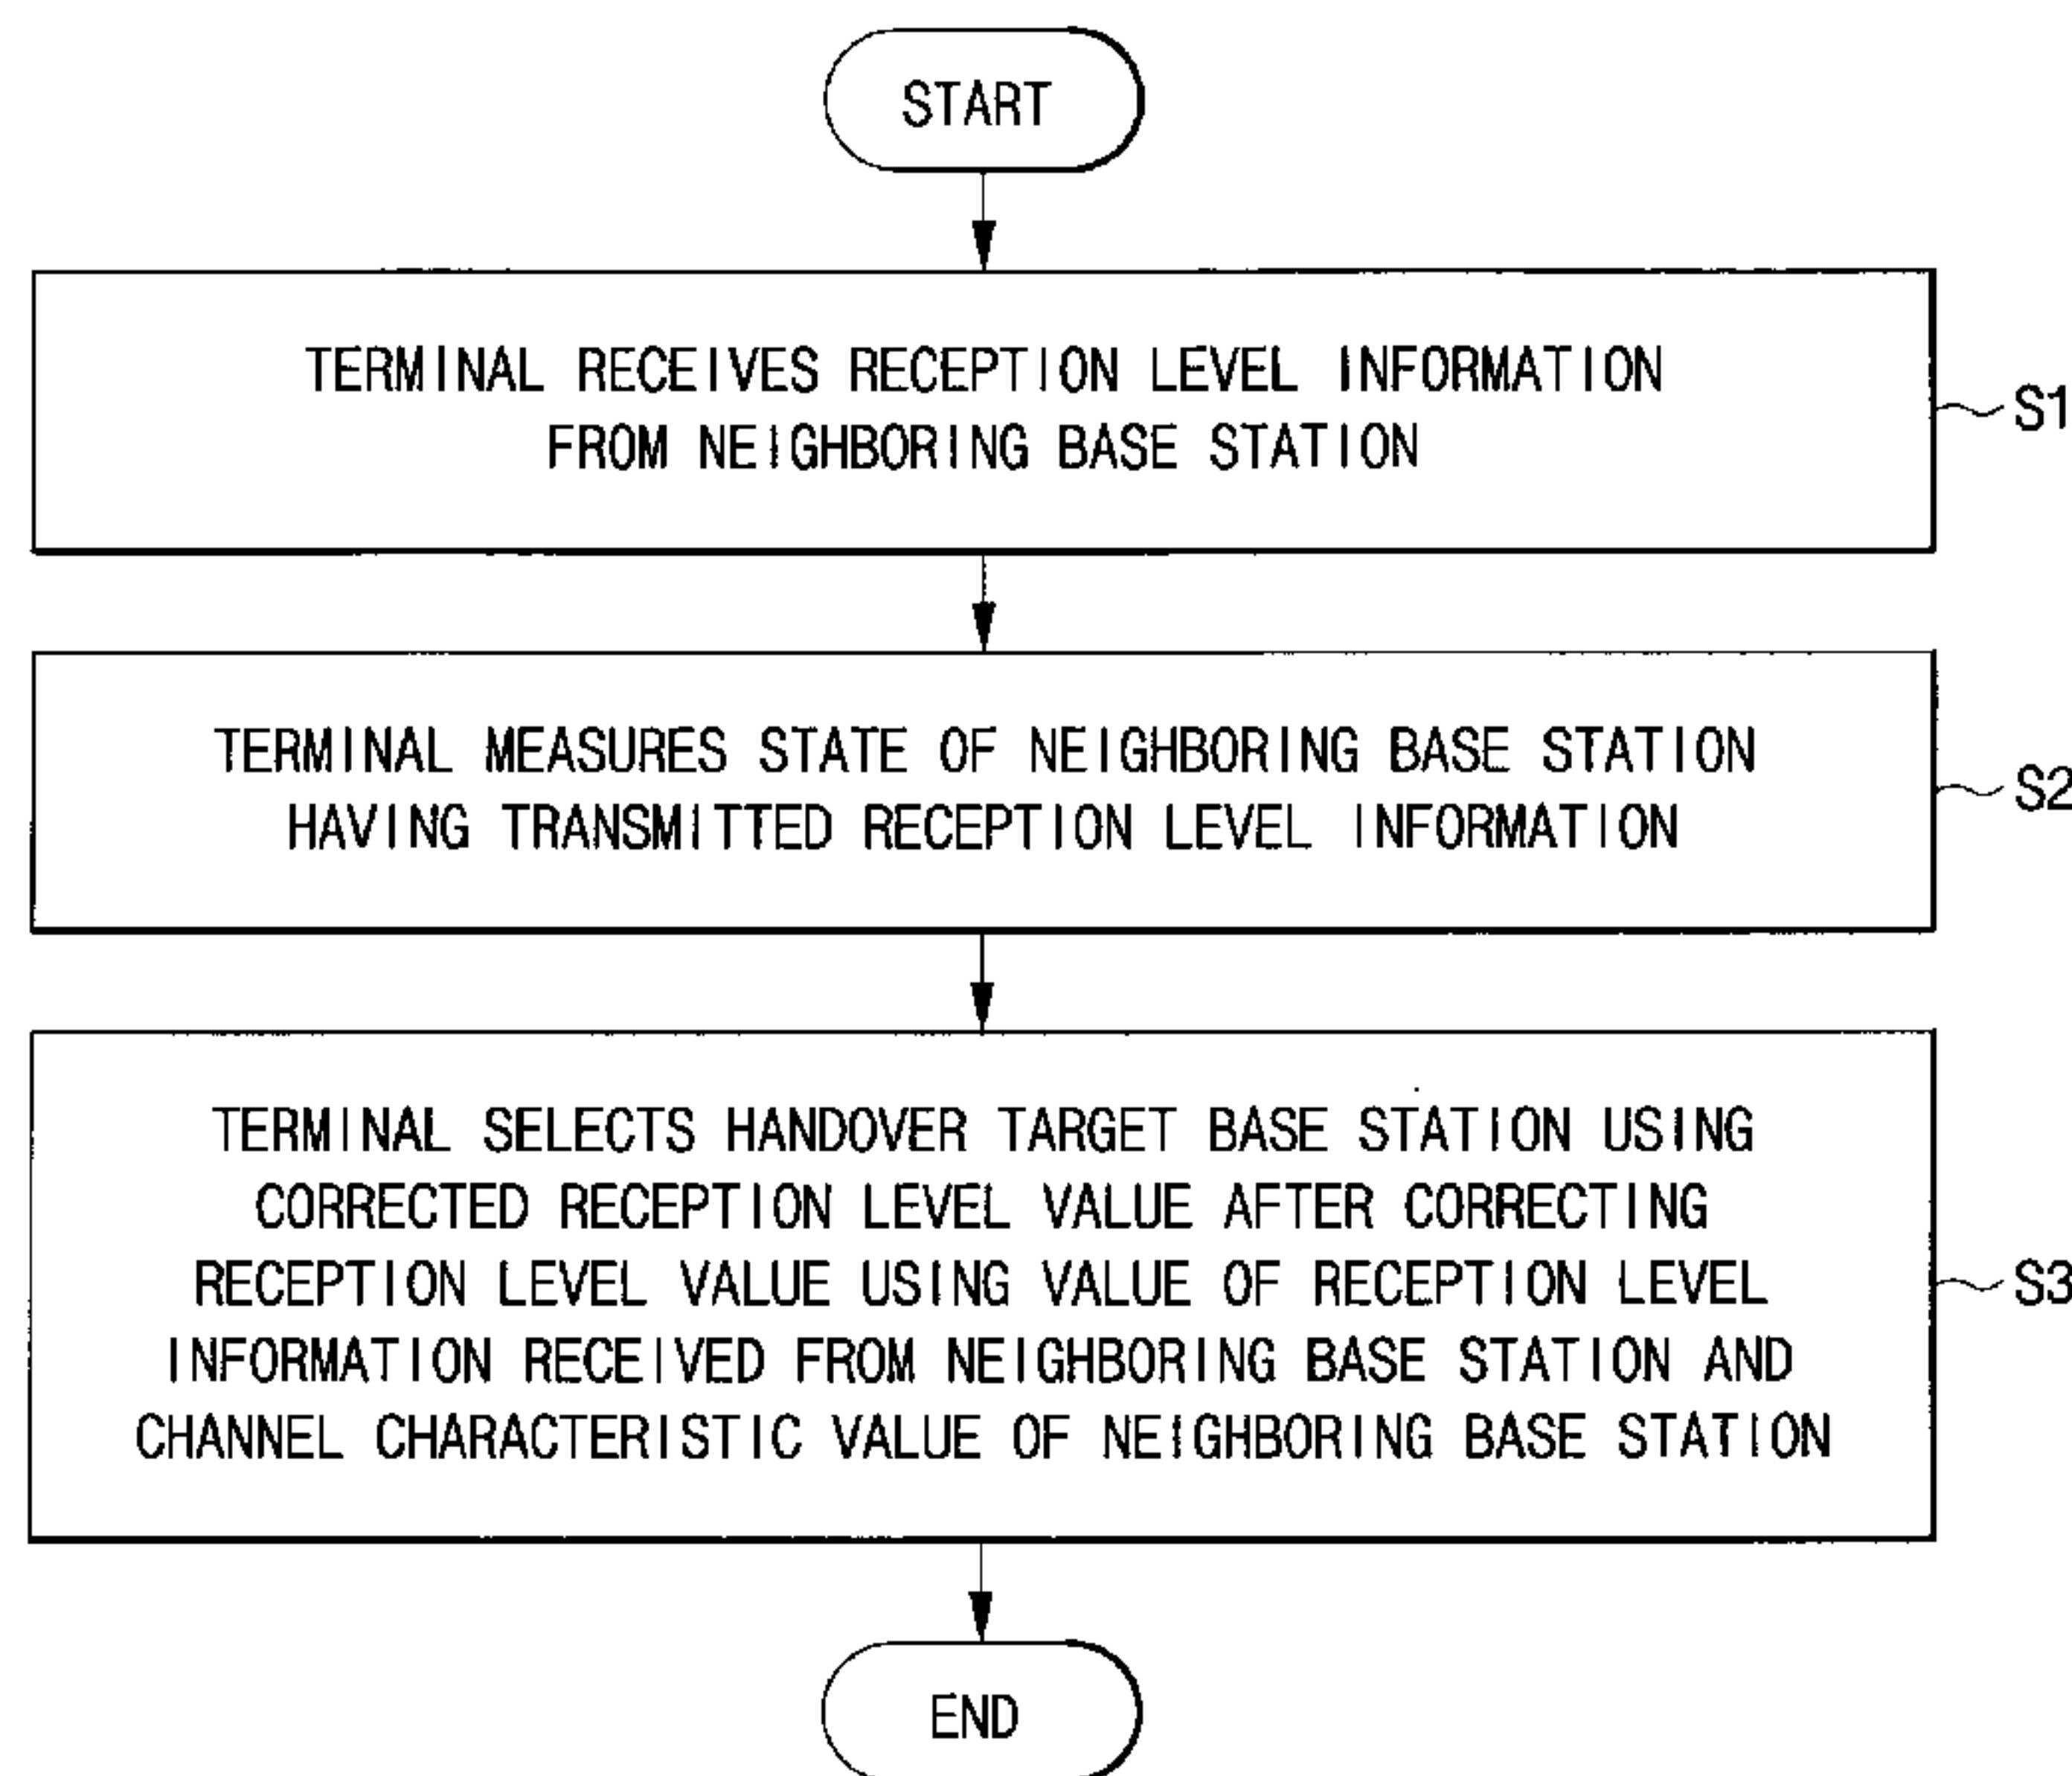 START
TERMINAL RECEIVES RECEPTION LEVEL INFORMATION
FROM NEIGHBORING BASE STATION
S1
TERMINAL MEASURES STATE OF NEIGHBORING BASE STATION
HAVING TRANSMITTED RECEPTION LEVEL INFORMATION
S2
TERMINAL SELECTS HANDOVER TARGET BASE STATION USING
CORRECTED RECEPTION LEVEL VALUE AFTER CORRECTING
RECEPTION LEVEL VALUE USING VALUE OF RECEPTION LEVEL
INFORMATION RECEIVED FROM NEIGHBORING BASE STATION AND
CHANNEL CHARACTERISTIC VALUE OF NEIGHBORING BASE STATION
S3
END